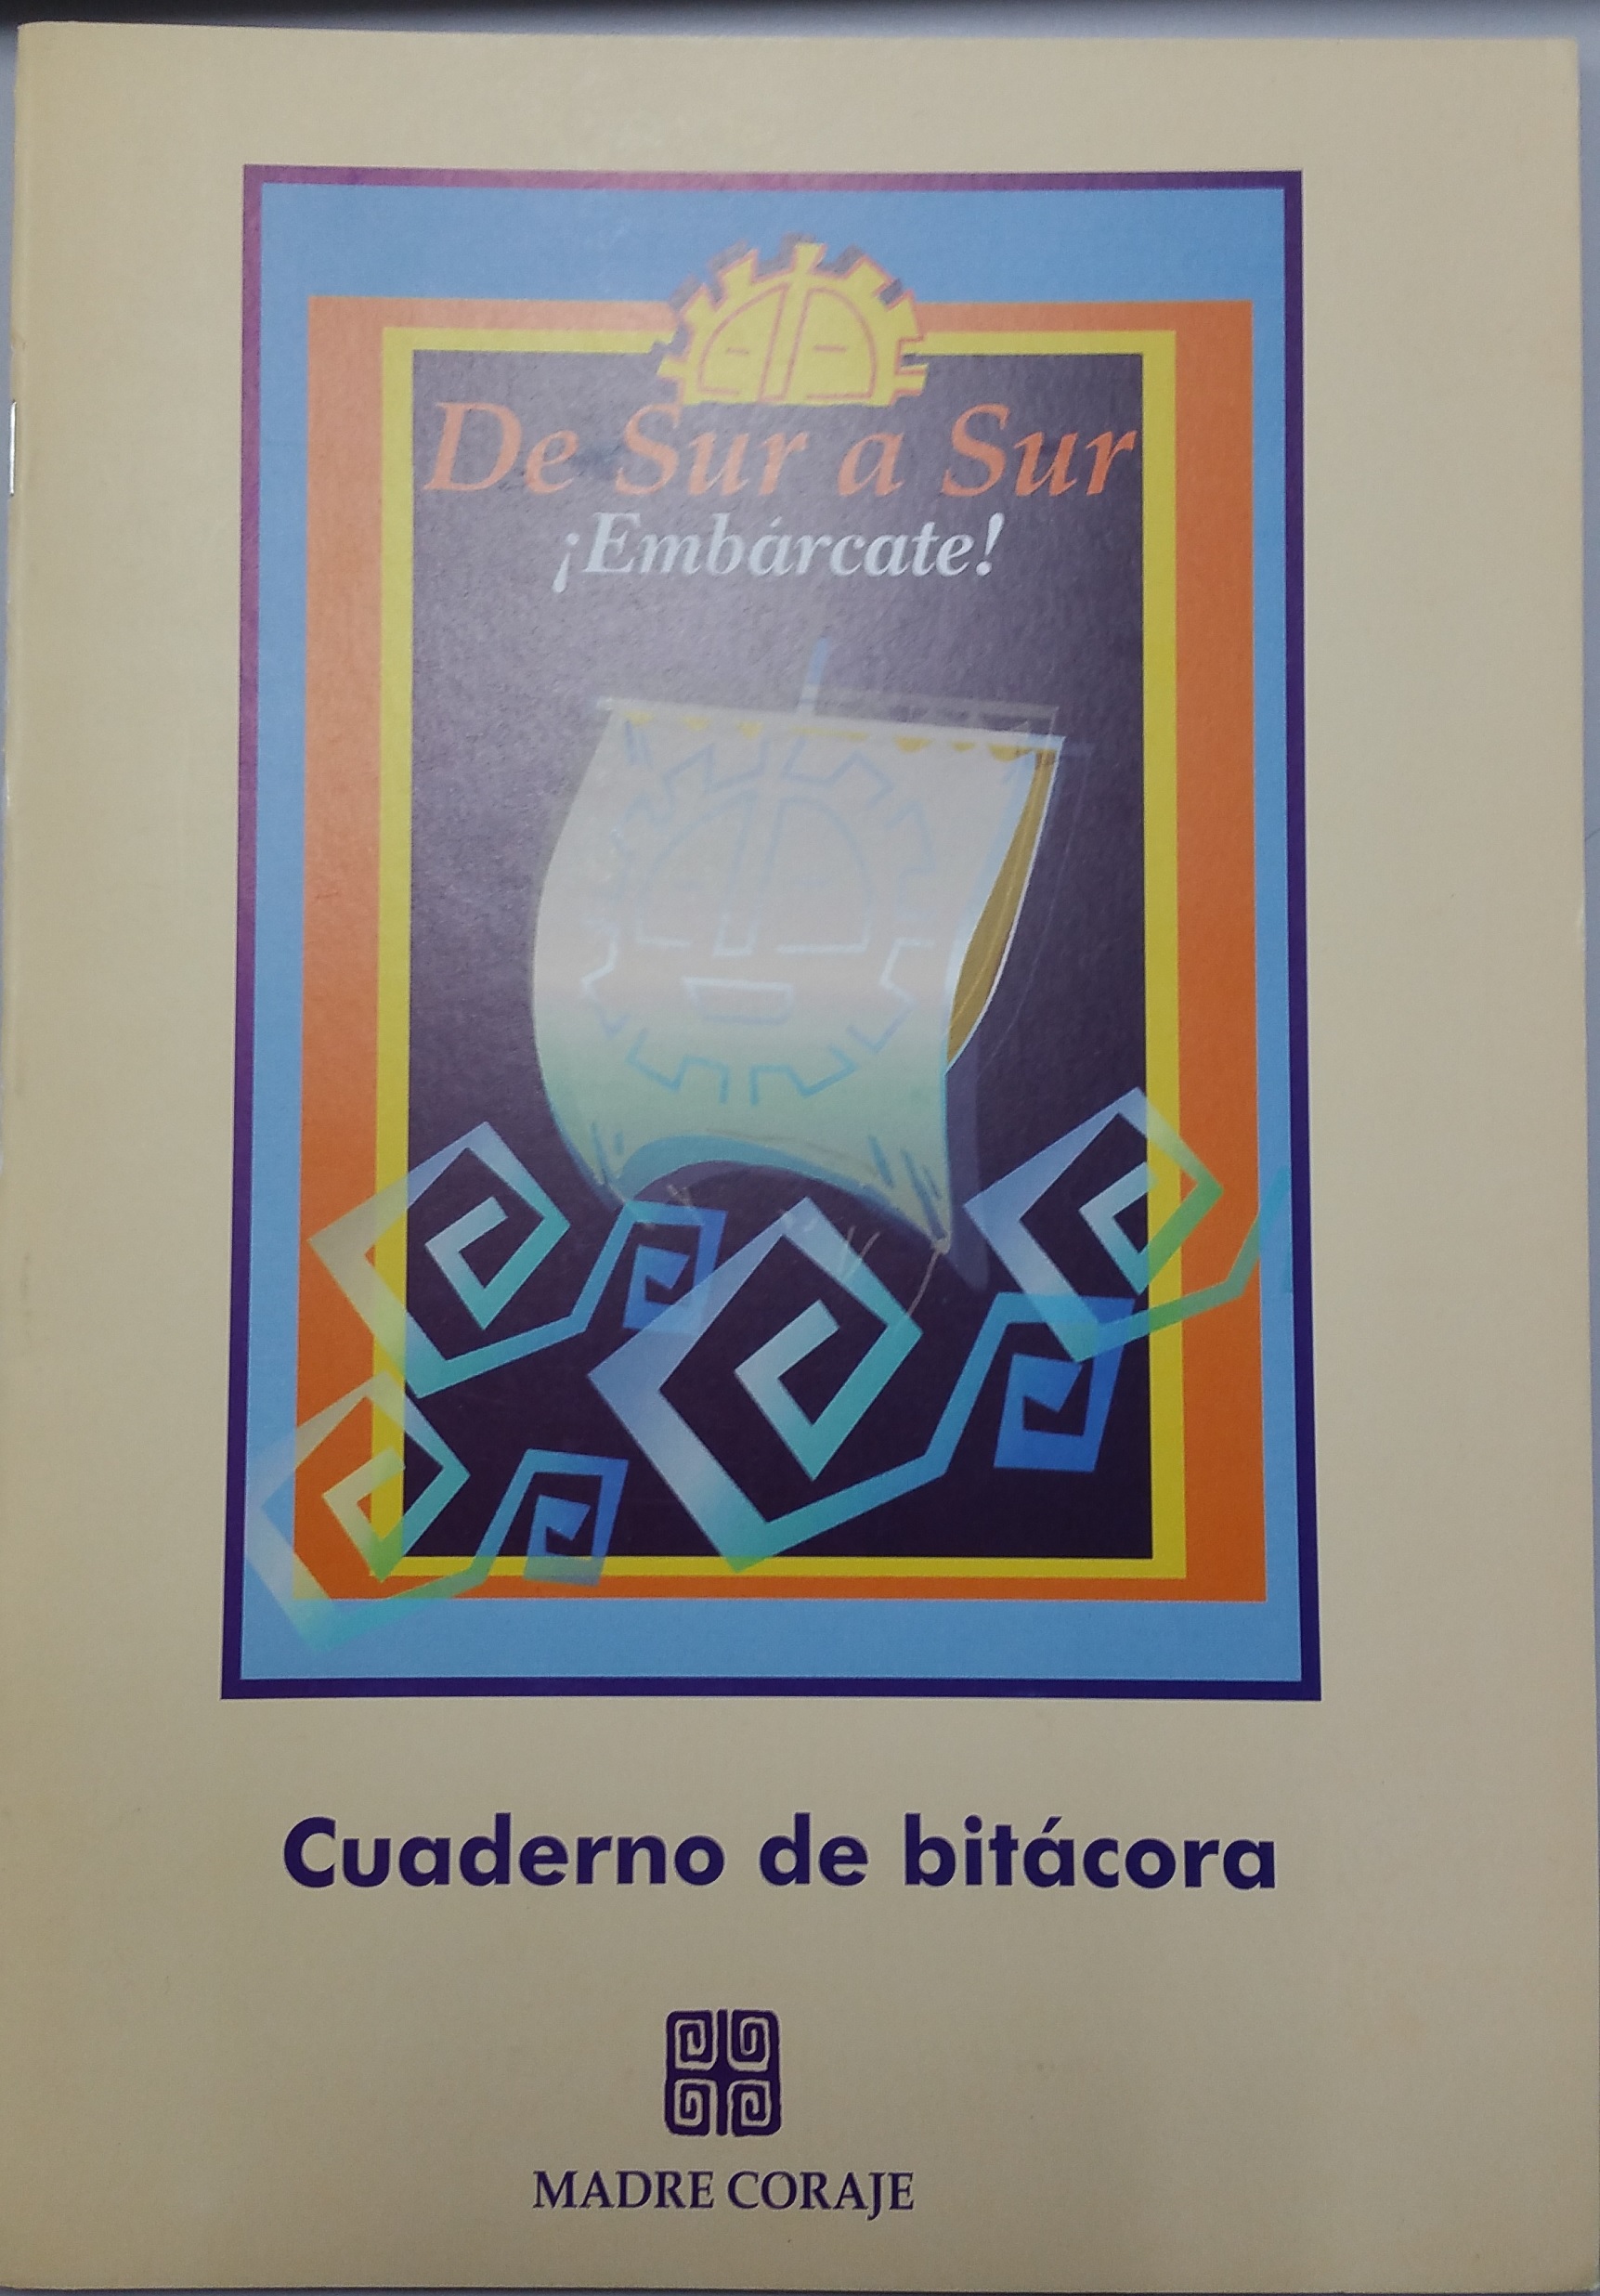 De Sur a Sur
¡Embárcate!
Cuaderno de bitácora
MADRE CORAJE